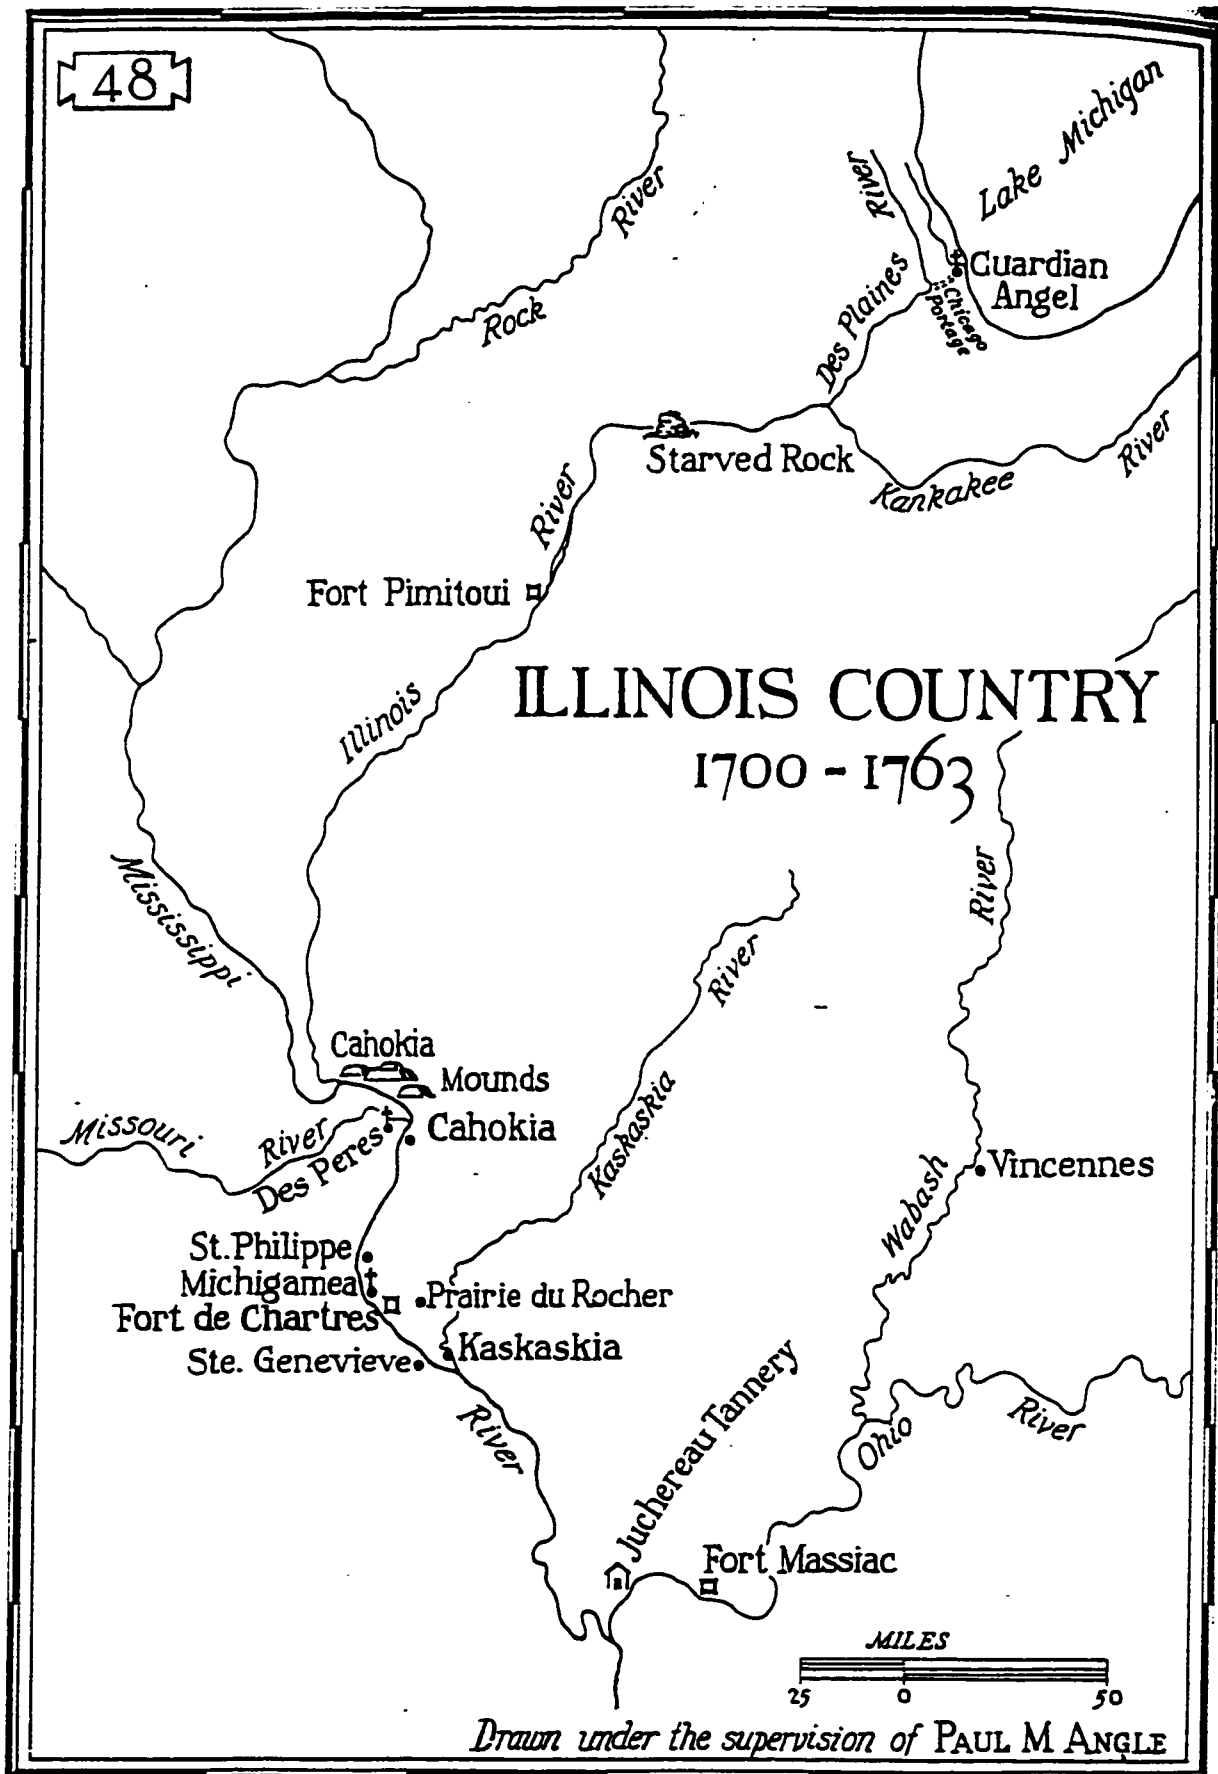 48
Lake Michigan
River
River
Guardian
Angel
Des Plaines
Chicago
Portage
Rock
Starved Rock
River
Kankakee
River
Fort Pimitoui
ILLINOIS COUNTRY
1700 - 1763
Illinois
Mississippi
River
River
Cahokia
Mounds
Missouri
River
Des Peres
Cahokia
Kaskaskia
Wabash
Vincennes
St. Philippe
Michigamea
Fort de Chartres
Prairie du Rocher
Ste. Genevieve
Kaskaskia
River
Juchereau Tannery
Ohio
River
Fort Massiac
MILES
25 0 50
Drawn under the supervision of PAUL M ANGLE